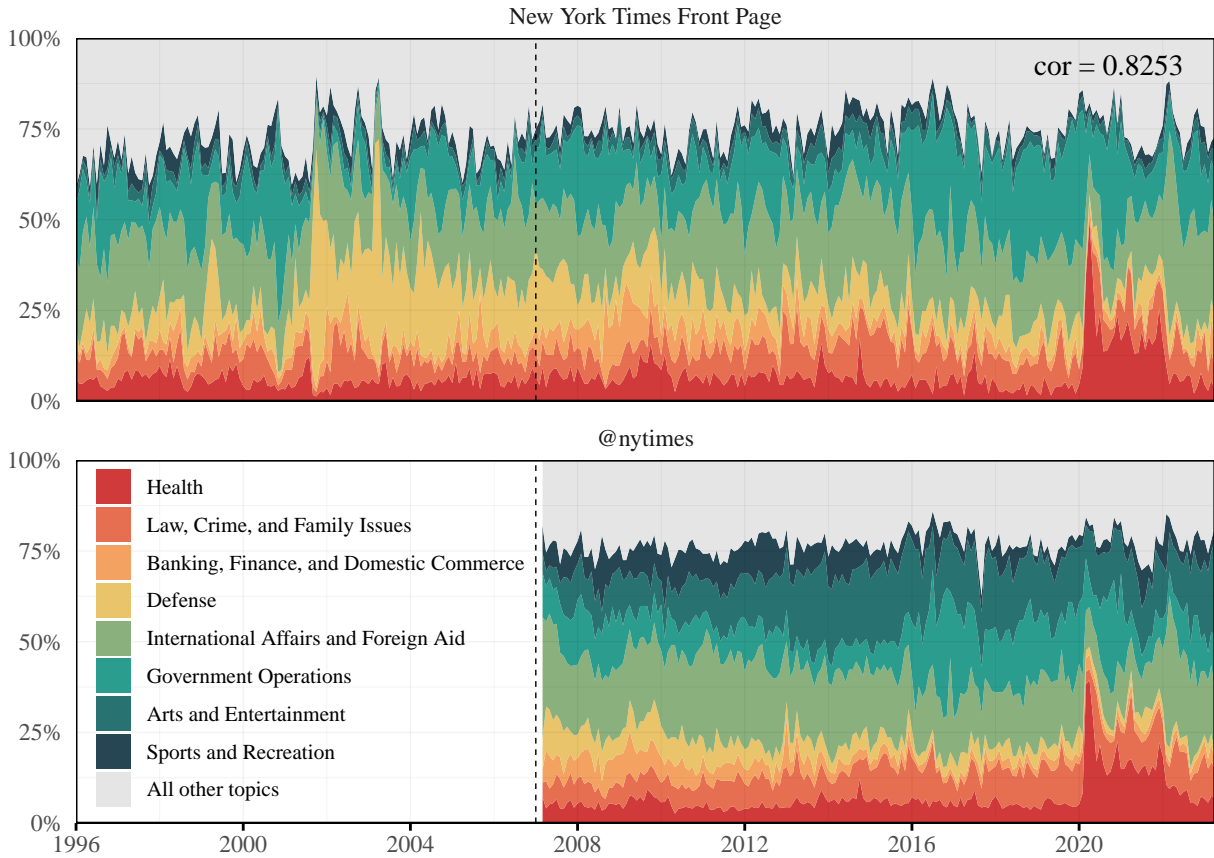 New York Times Front Page
100%
cor = 0.8253
75%
50%
25%
0%
@nytimes
100%
Health
Law, Crime, and Family Issues
75%
Banking, Finance, and Domestic Commerce
Defense
50%
International Affairs and Foreign Aid
Government Operations
Arts and Entertainment
25%
Sports and Recreation
All other topics
0%
1996 2000 2004 2008 2012 2016 2020